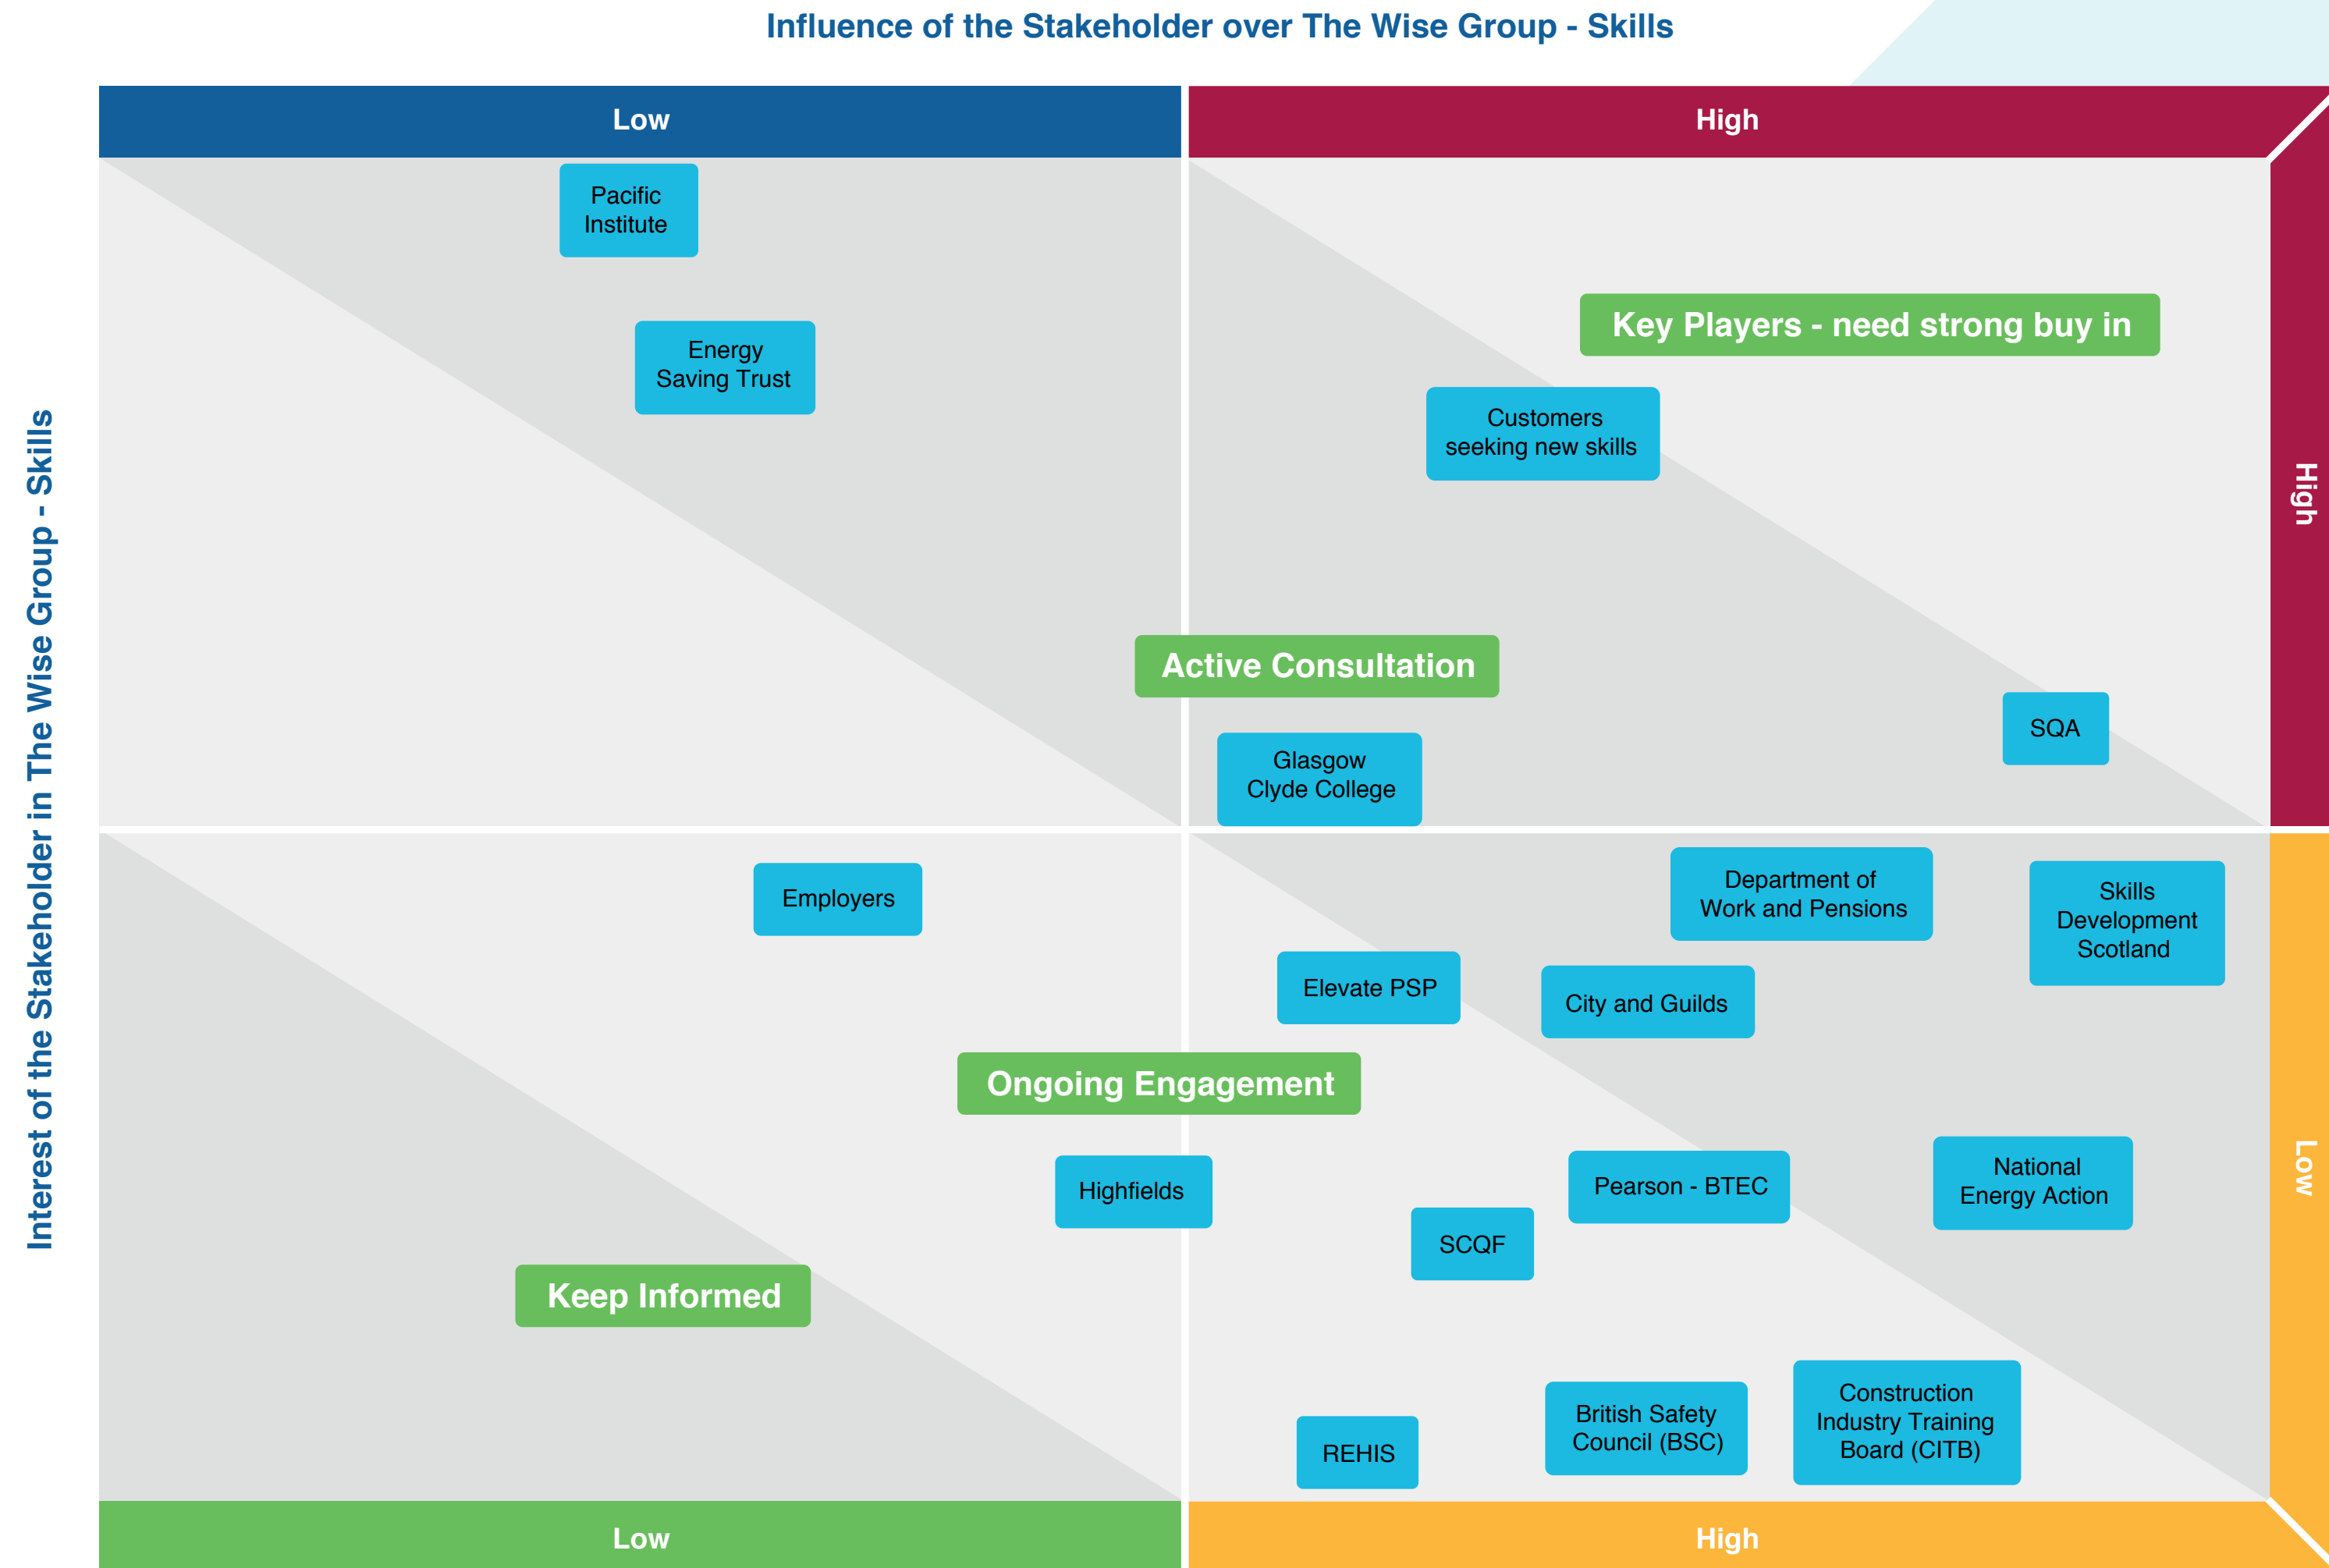 Influence of the Stakeholder over The Wise Group - Skills
Low
High
Interest of the Stakeholder in The Wise Group - Skills
High
Pacific
Institute
Energy
Saving Trust
Key Players - need strong buy in
Customers
seeking new skills
Active Consultation
SQA
Glasgow
Clyde College
Low
Employers
Department of
Work and Pensions
Skills
Development
Scotland
Elevate PSP
City and Guilds
Ongoing Engagement
Highfields
Pearson - BTEC
National
Energy Action
SCQF
Keep Informed
REHIS
British Safety
Council (BSC)
Construction
Industry Training
Board (CITB)
Low
High